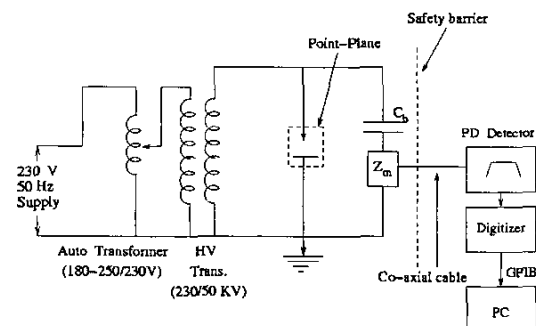 Safety barrier
Point-Plane
C_b
PD Detector
Z_m
230 V
50 Hz
Supply
Digitizer
Auto Transformer
(180-250/230V)
HV
Trans.
(230/50 KV)
Co-axial cable
GPIB
PC